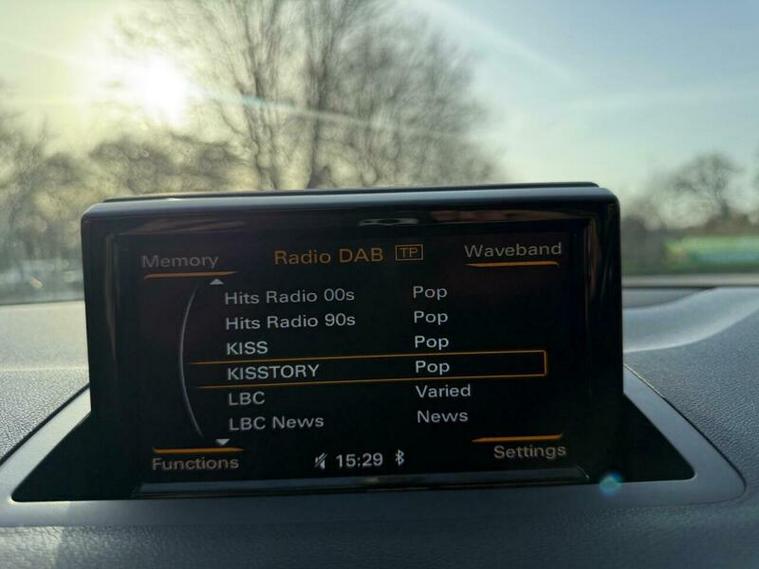 Memory Radio DAB TP Waveband
Hits Radio 00s Pop
Hits Radio 90s Pop
KISS Pop
KISSTORY Pop
LBC Varied
LBC News News
Functions 15:29 Settings